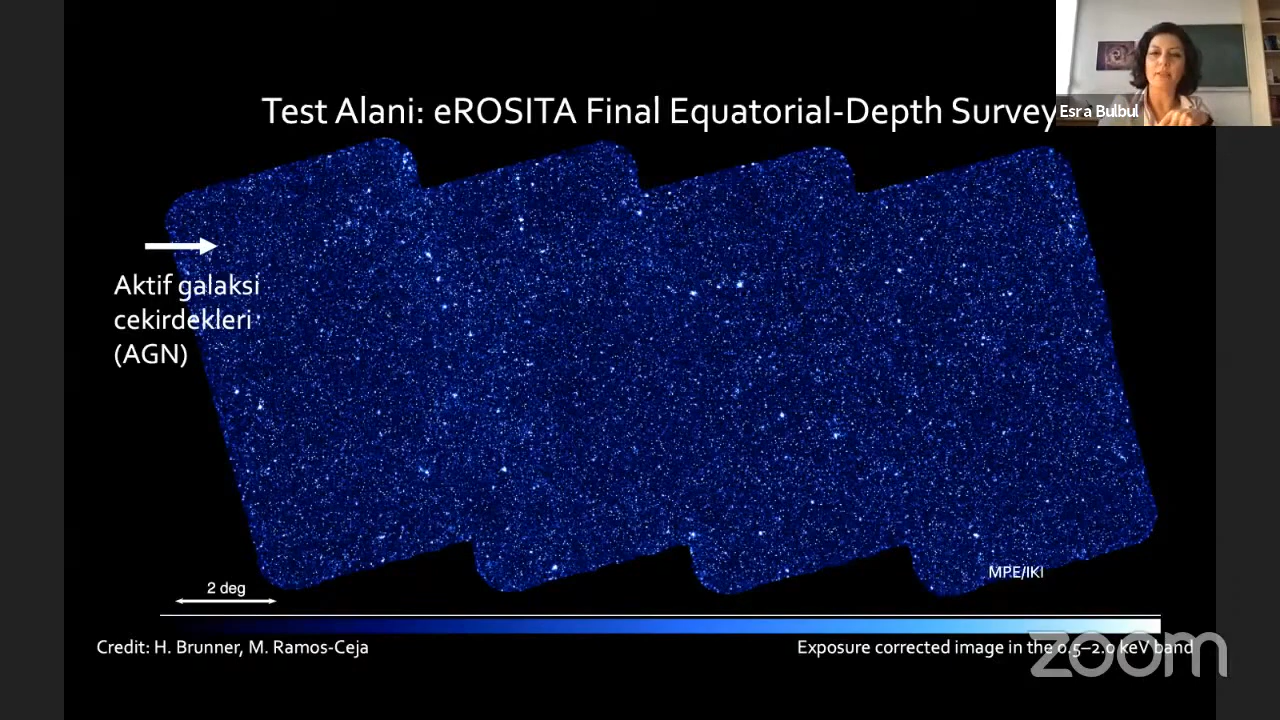 Test Alani: eROSITA Final Equatorial-Depth Survey
Esra Bulbul
Aktif galaksi
cekirdekleri
(AGN)
2 deg
MPE/IKI
Credit: H. Brunner, M. Ramos-Ceja
Exposure corrected image in the 0.5–2.0 keV band
zoom